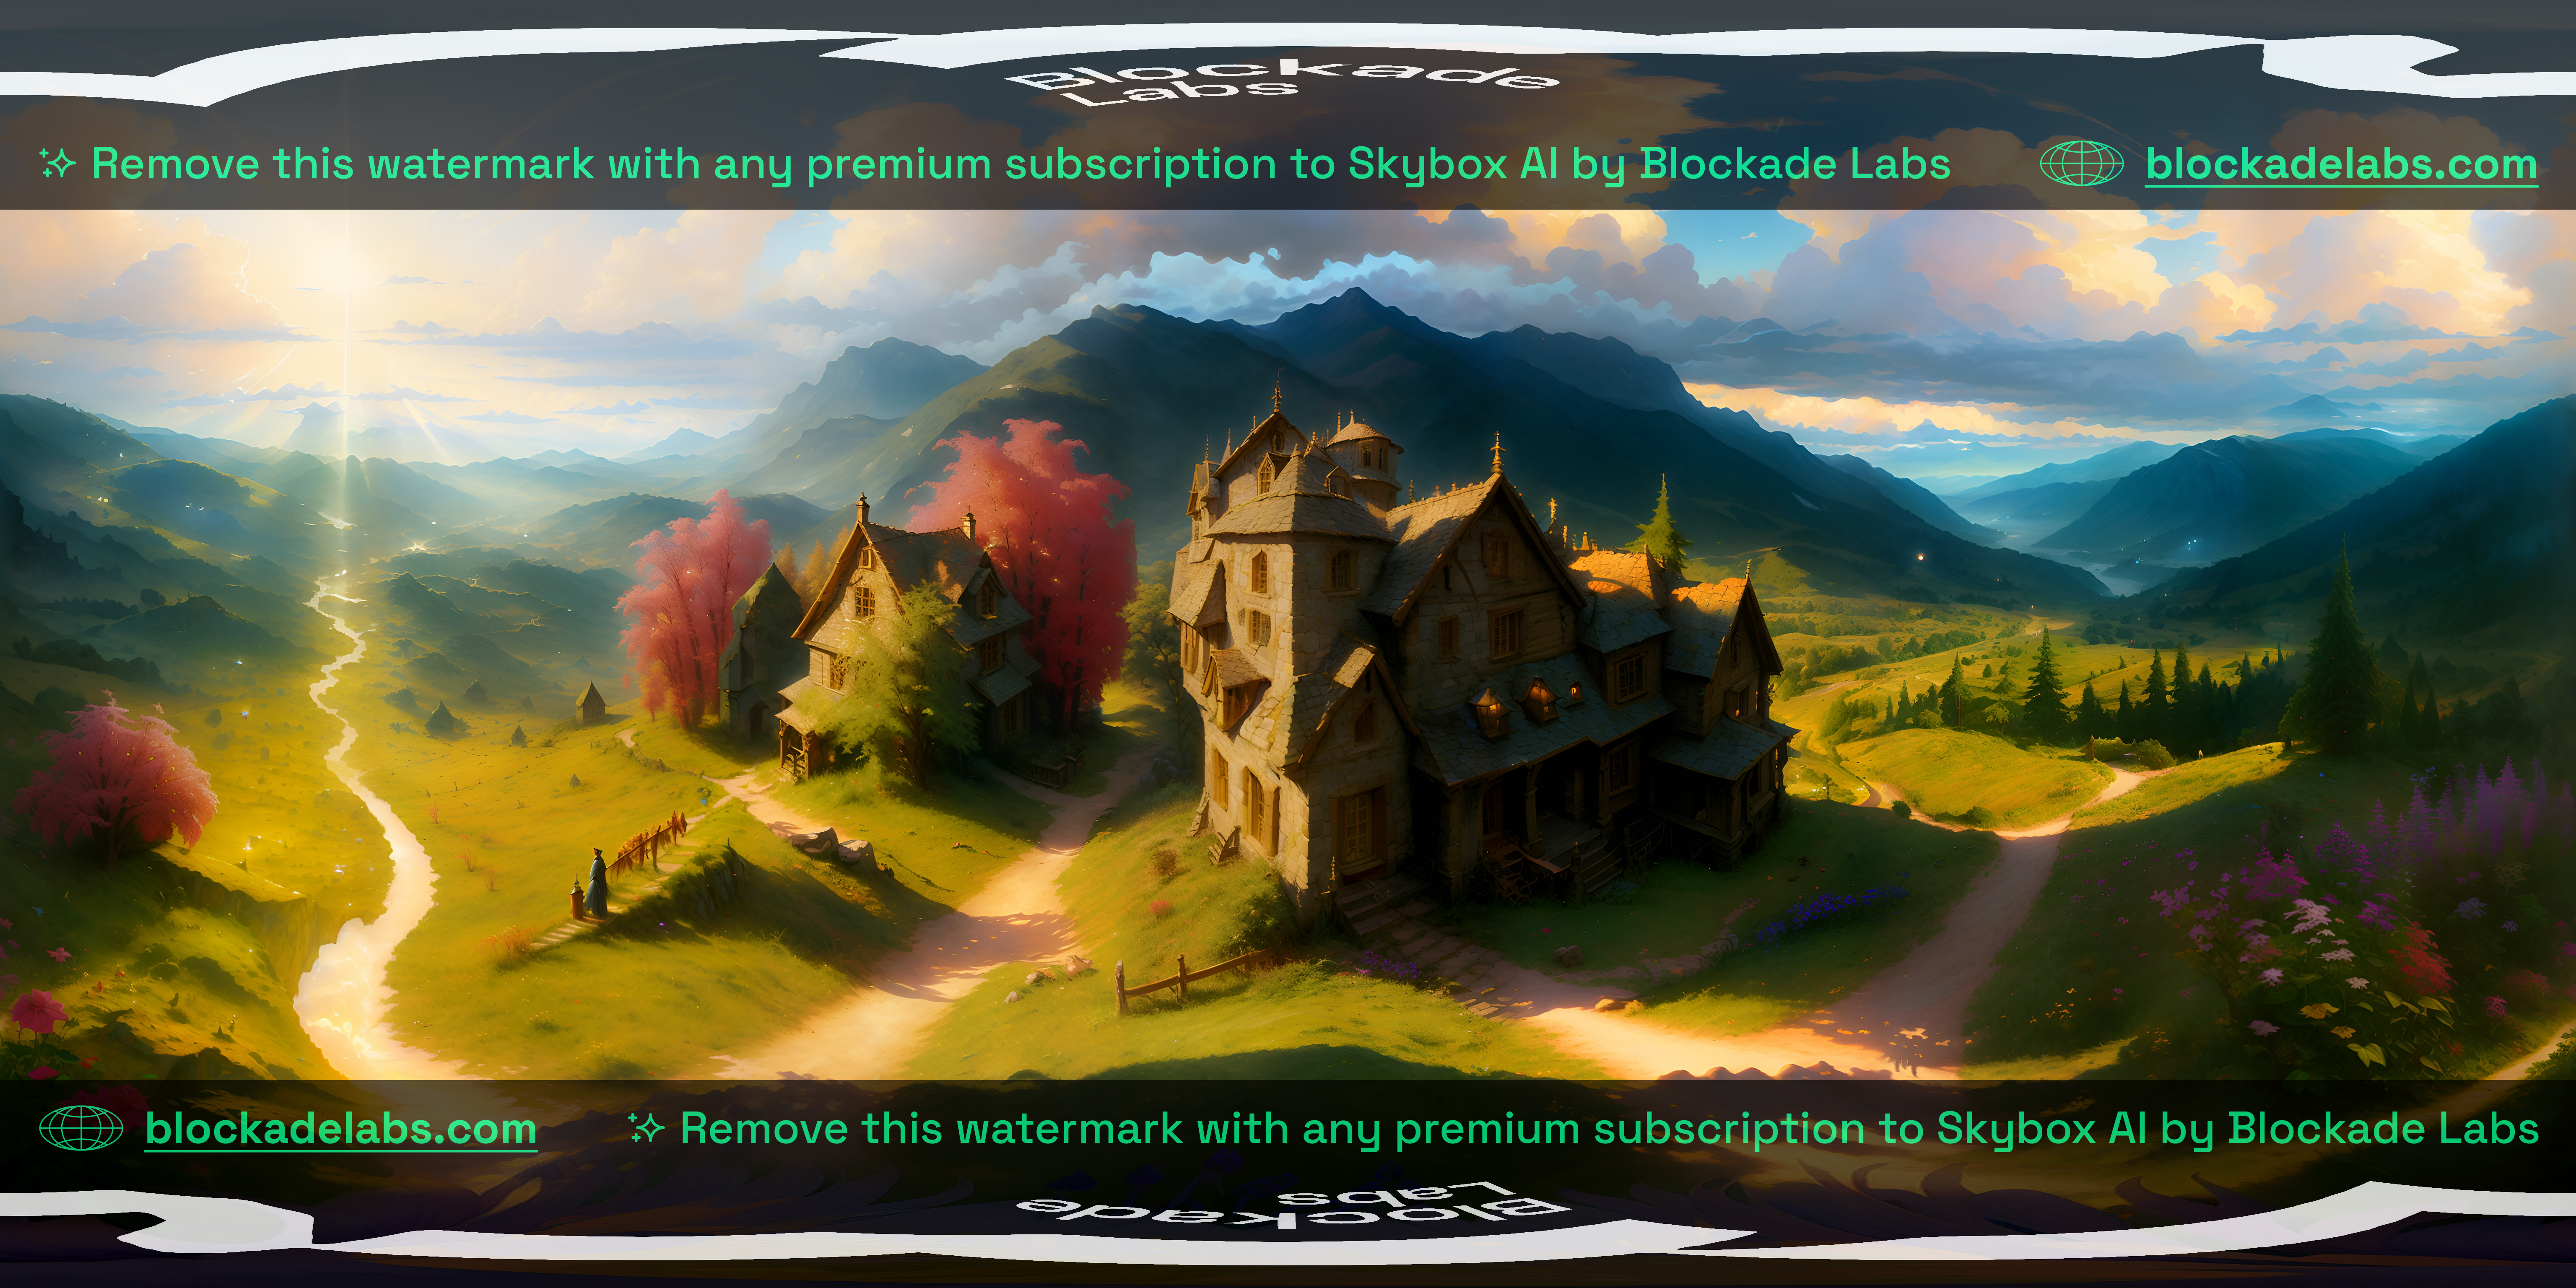 Blockade
Labs
Remove this watermark with any premium subscription to Skybox AI by Blockade Labs
blockadelabs.com
blockadelabs.com
Remove this watermark with any premium subscription to Skybox AI by Blockade Labs
Labs
Blockade